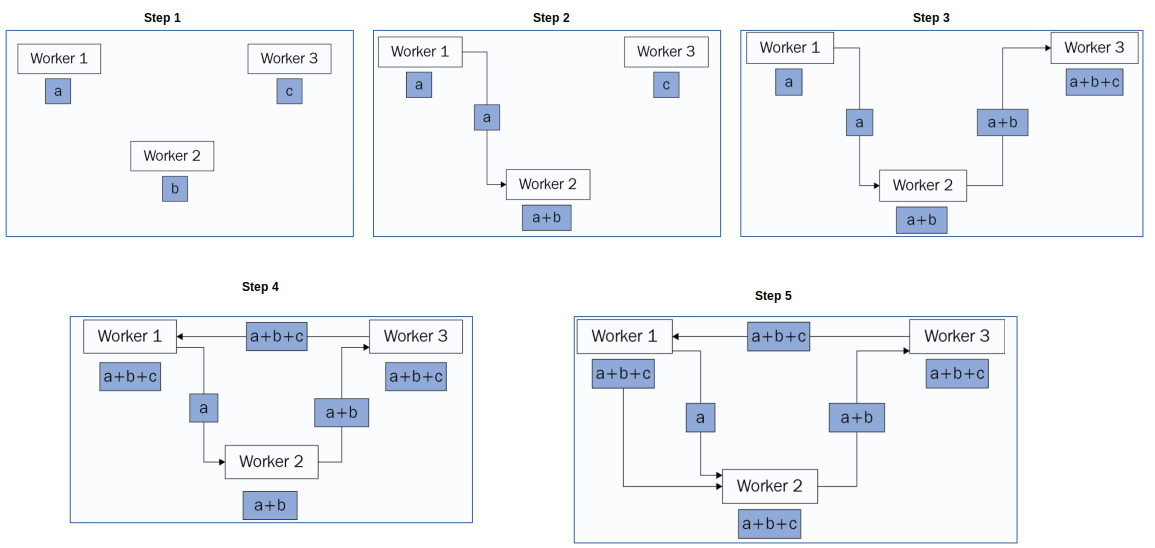 Step 1
Step 2
Step 3
Worker 1
Worker 3
a
c
Worker 2
b
Worker 1
Worker 3
a
c
a
Worker 2
a+b
Worker 1
Worker 3
a
a+b+c
a
a+b
Worker 2
a+b
Step 4
Step 5
Worker 1
a+b+c
Worker 3
a+b+c
a+b+c
a
a+b
Worker 2
a+b
Worker 1
a+b+c
Worker 3
a+b+c
a+b+c
a
a+b
Worker 2
a+b+c